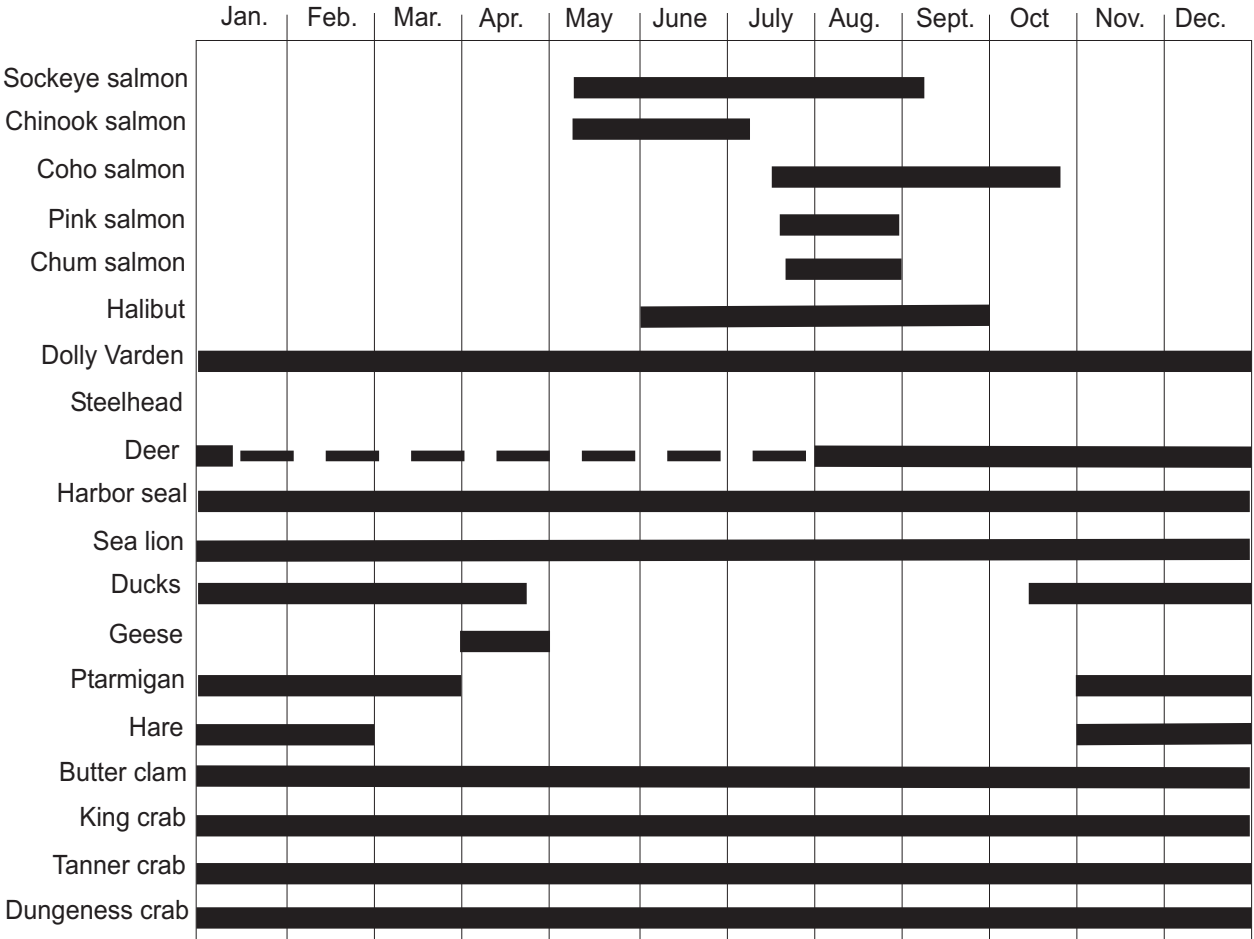 Jan. Feb. Mar. Apr. May June July Aug. Sept. Oct Nov. Dec.
Sockeye salmon
Chinook salmon
Coho salmon
Pink salmon
Chum salmon
Halibut
Dolly Varden
Steelhead
Deer
Harbor seal
Sea lion
Ducks
Geese
Ptarmigan
Hare
Butter clam
King crab
Tanner crab
Dungeness crab